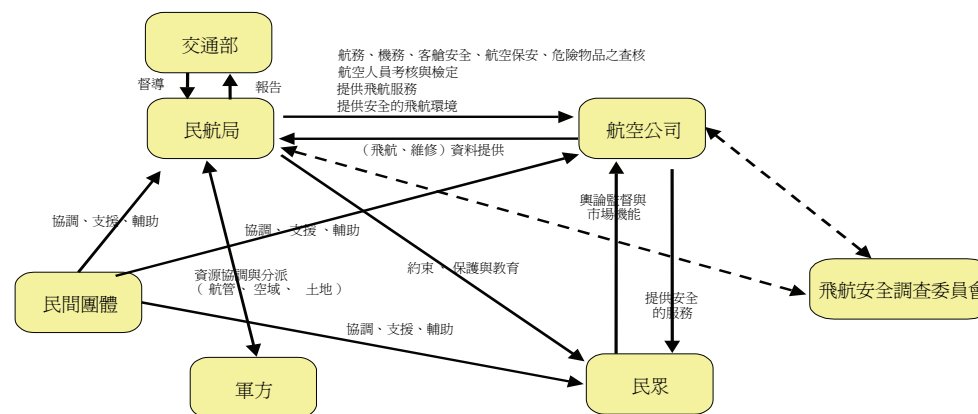 交通部
督導
報告
航務、機務、客艙安全、航空保安、危險物品之查核
航空人員考核與檢定
提供飛航服務
提供安全的飛航環境
民航局
航空公司
（飛航、維修）資料提供
輿論監督與
市場機能
協調、支援、輔助
協調、支援、輔助
資源協調與分派
（航管、空域、土地）
約束、保護與教育
民間團體
飛航安全調查委員會
提供安全
的服務
協調、支援、輔助
軍方
民眾